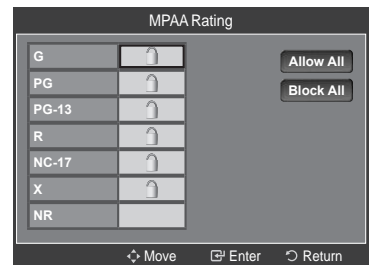 MPAA Rating
G
PG
PG-13
R
NC-17
X
NR
Allow All
Block All
Move Enter Return